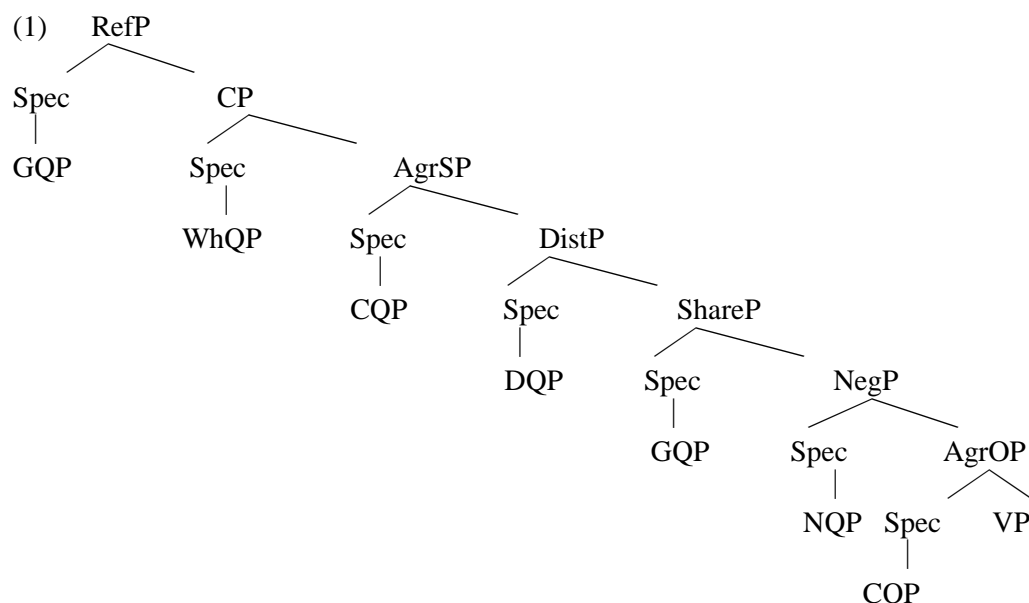 (1) RefP
Spec CP
GQP Spec AgrSP
WhQP Spec DistP
CQP Spec ShareP
DQP Spec NegP
GQP Spec AgrOP
NQP Spec VP
COP